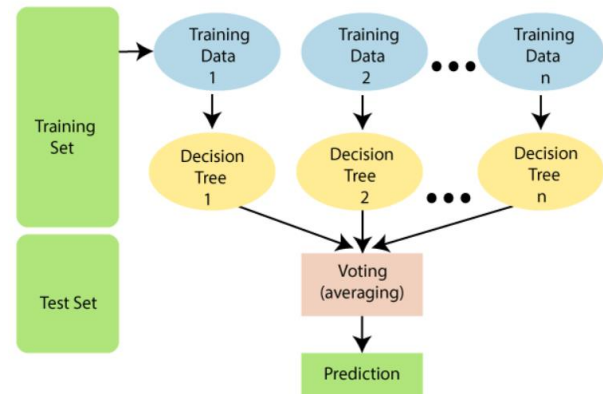 Training
Data
1
Training
Data
2
Training
Data
n
Training
Set
Decision
Tree
1
Decision
Tree
2
Decision
Tree
n
Test Set
Voting
(averaging)
Prediction